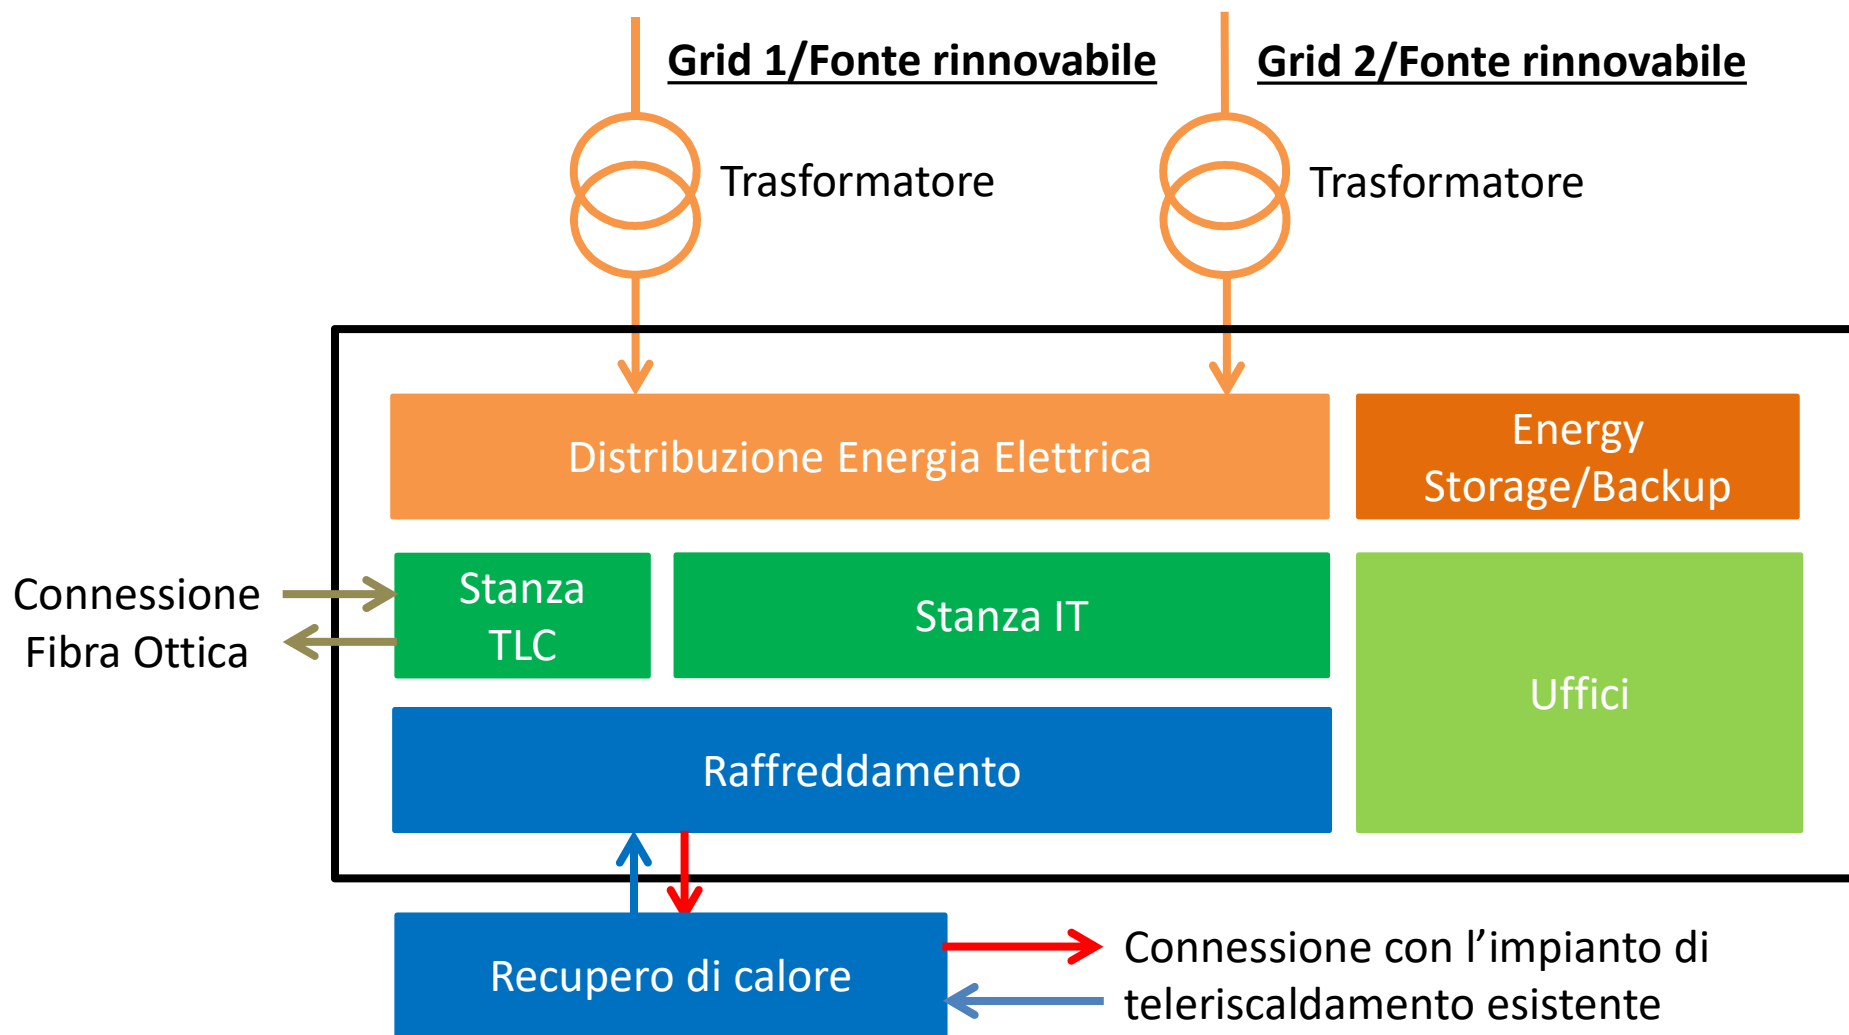 Grid 1/Fonte rinnovabile
Grid 2/Fonte rinnovabile
Trasformatore
Trasformatore
Distribuzione Energia Elettrica
Energy
Storage/Backup
Connessione
Fibra Ottica
Stanza
TLC
Stanza IT
Uffici
Raffreddamento
Recupero di calore
Connessione con l’impianto di
teleriscaldamento esistente